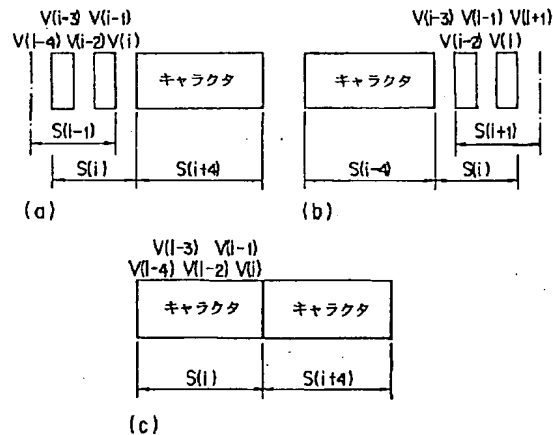 V(i-3) V(i-1)
V(i-4) V(i-2) V(i)
キャラクタ
S(i-1)
S(i)
S(i+4)
(a)
V(i-3) V(i-1) V(i+1)
V(i-2) V(i)
キャラクタ
S(i+1)
S(i-4)
S(i)
(b)
V(i-3) V(i-1)
V(i-4) V(i-2) V(i)
キャラクタ キャラクタ
S(i) S(i+4)
(c)